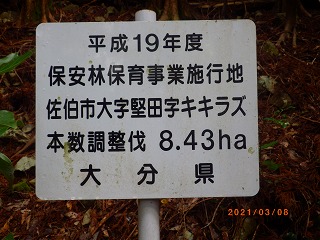 平成19年度
保安林保育事業施行地
佐伯市大字堅田字キキラズ
本数調整伐 8.43ha
大分県
2021/03/08